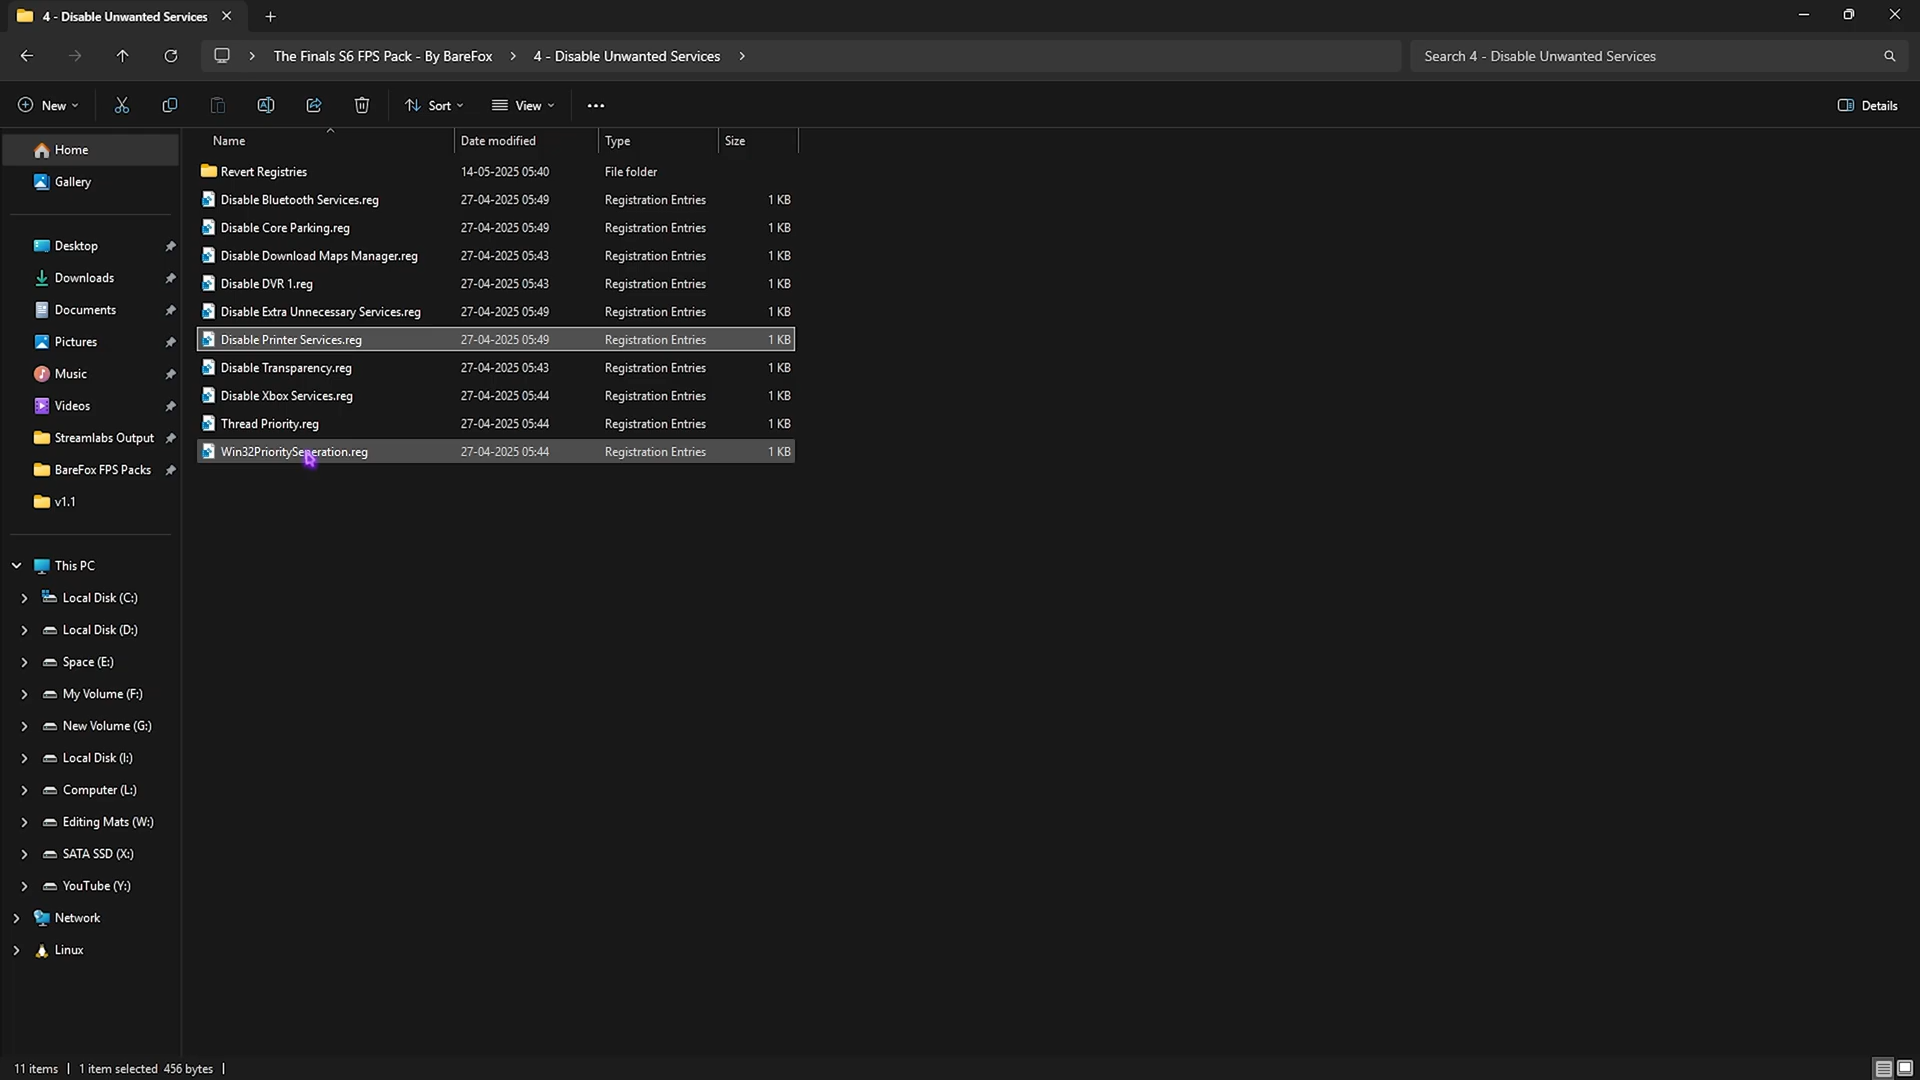 4 - Disable Unwanted Services
The Finals S6 FPS Pack - By BareFox
4 - Disable Unwanted Services
Search 4 - Disable Unwanted Services
New
Sort
View
Details
Name
Date modified
Type
Size
Home
Gallery
Desktop
Downloads
Documents
Pictures
Music
Videos
Streamlabs Output
BareFox FPS Packs
v1.1
This PC
Local Disk (C:)
Local Disk (D:)
Space (E:)
My Volume (F:)
New Volume (G:)
Local Disk (I:)
Computer (L:)
Editing Mats (W:)
SATA SSD (X:)
YouTube (Y:)
Network
Linux
Revert Registries 14-05-2025 05:40 File folder
Disable Bluetooth Services.reg 27-04-2025 05:49 Registration Entries 1 KB
Disable Core Parking.reg 27-04-2025 05:49 Registration Entries 1 KB
Disable Download Maps Manager.reg 27-04-2025 05:43 Registration Entries 1 KB
Disable DVR 1.reg 27-04-2025 05:43 Registration Entries 1 KB
Disable Extra Unnecessary Services.reg 27-04-2025 05:49 Registration Entries 1 KB
Disable Printer Services.reg 27-04-2025 05:49 Registration Entries 1 KB
Disable Transparency.reg 27-04-2025 05:43 Registration Entries 1 KB
Disable Xbox Services.reg 27-04-2025 05:44 Registration Entries 1 KB
Thread Priority.reg 27-04-2025 05:44 Registration Entries 1 KB
Win32PrioritySeperation.reg 27-04-2025 05:44 Registration Entries 1 KB
11 items | 1 item selected 456 bytes |